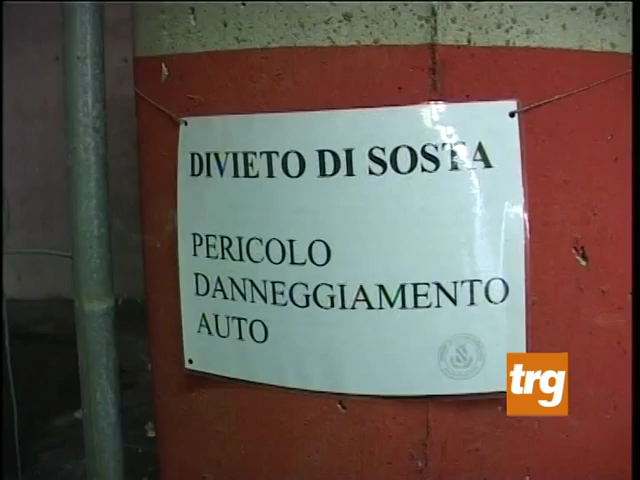 DIVIETO DI SOSTA
PERICOLO
DANNEGGIAMENTO
AUTO
trg